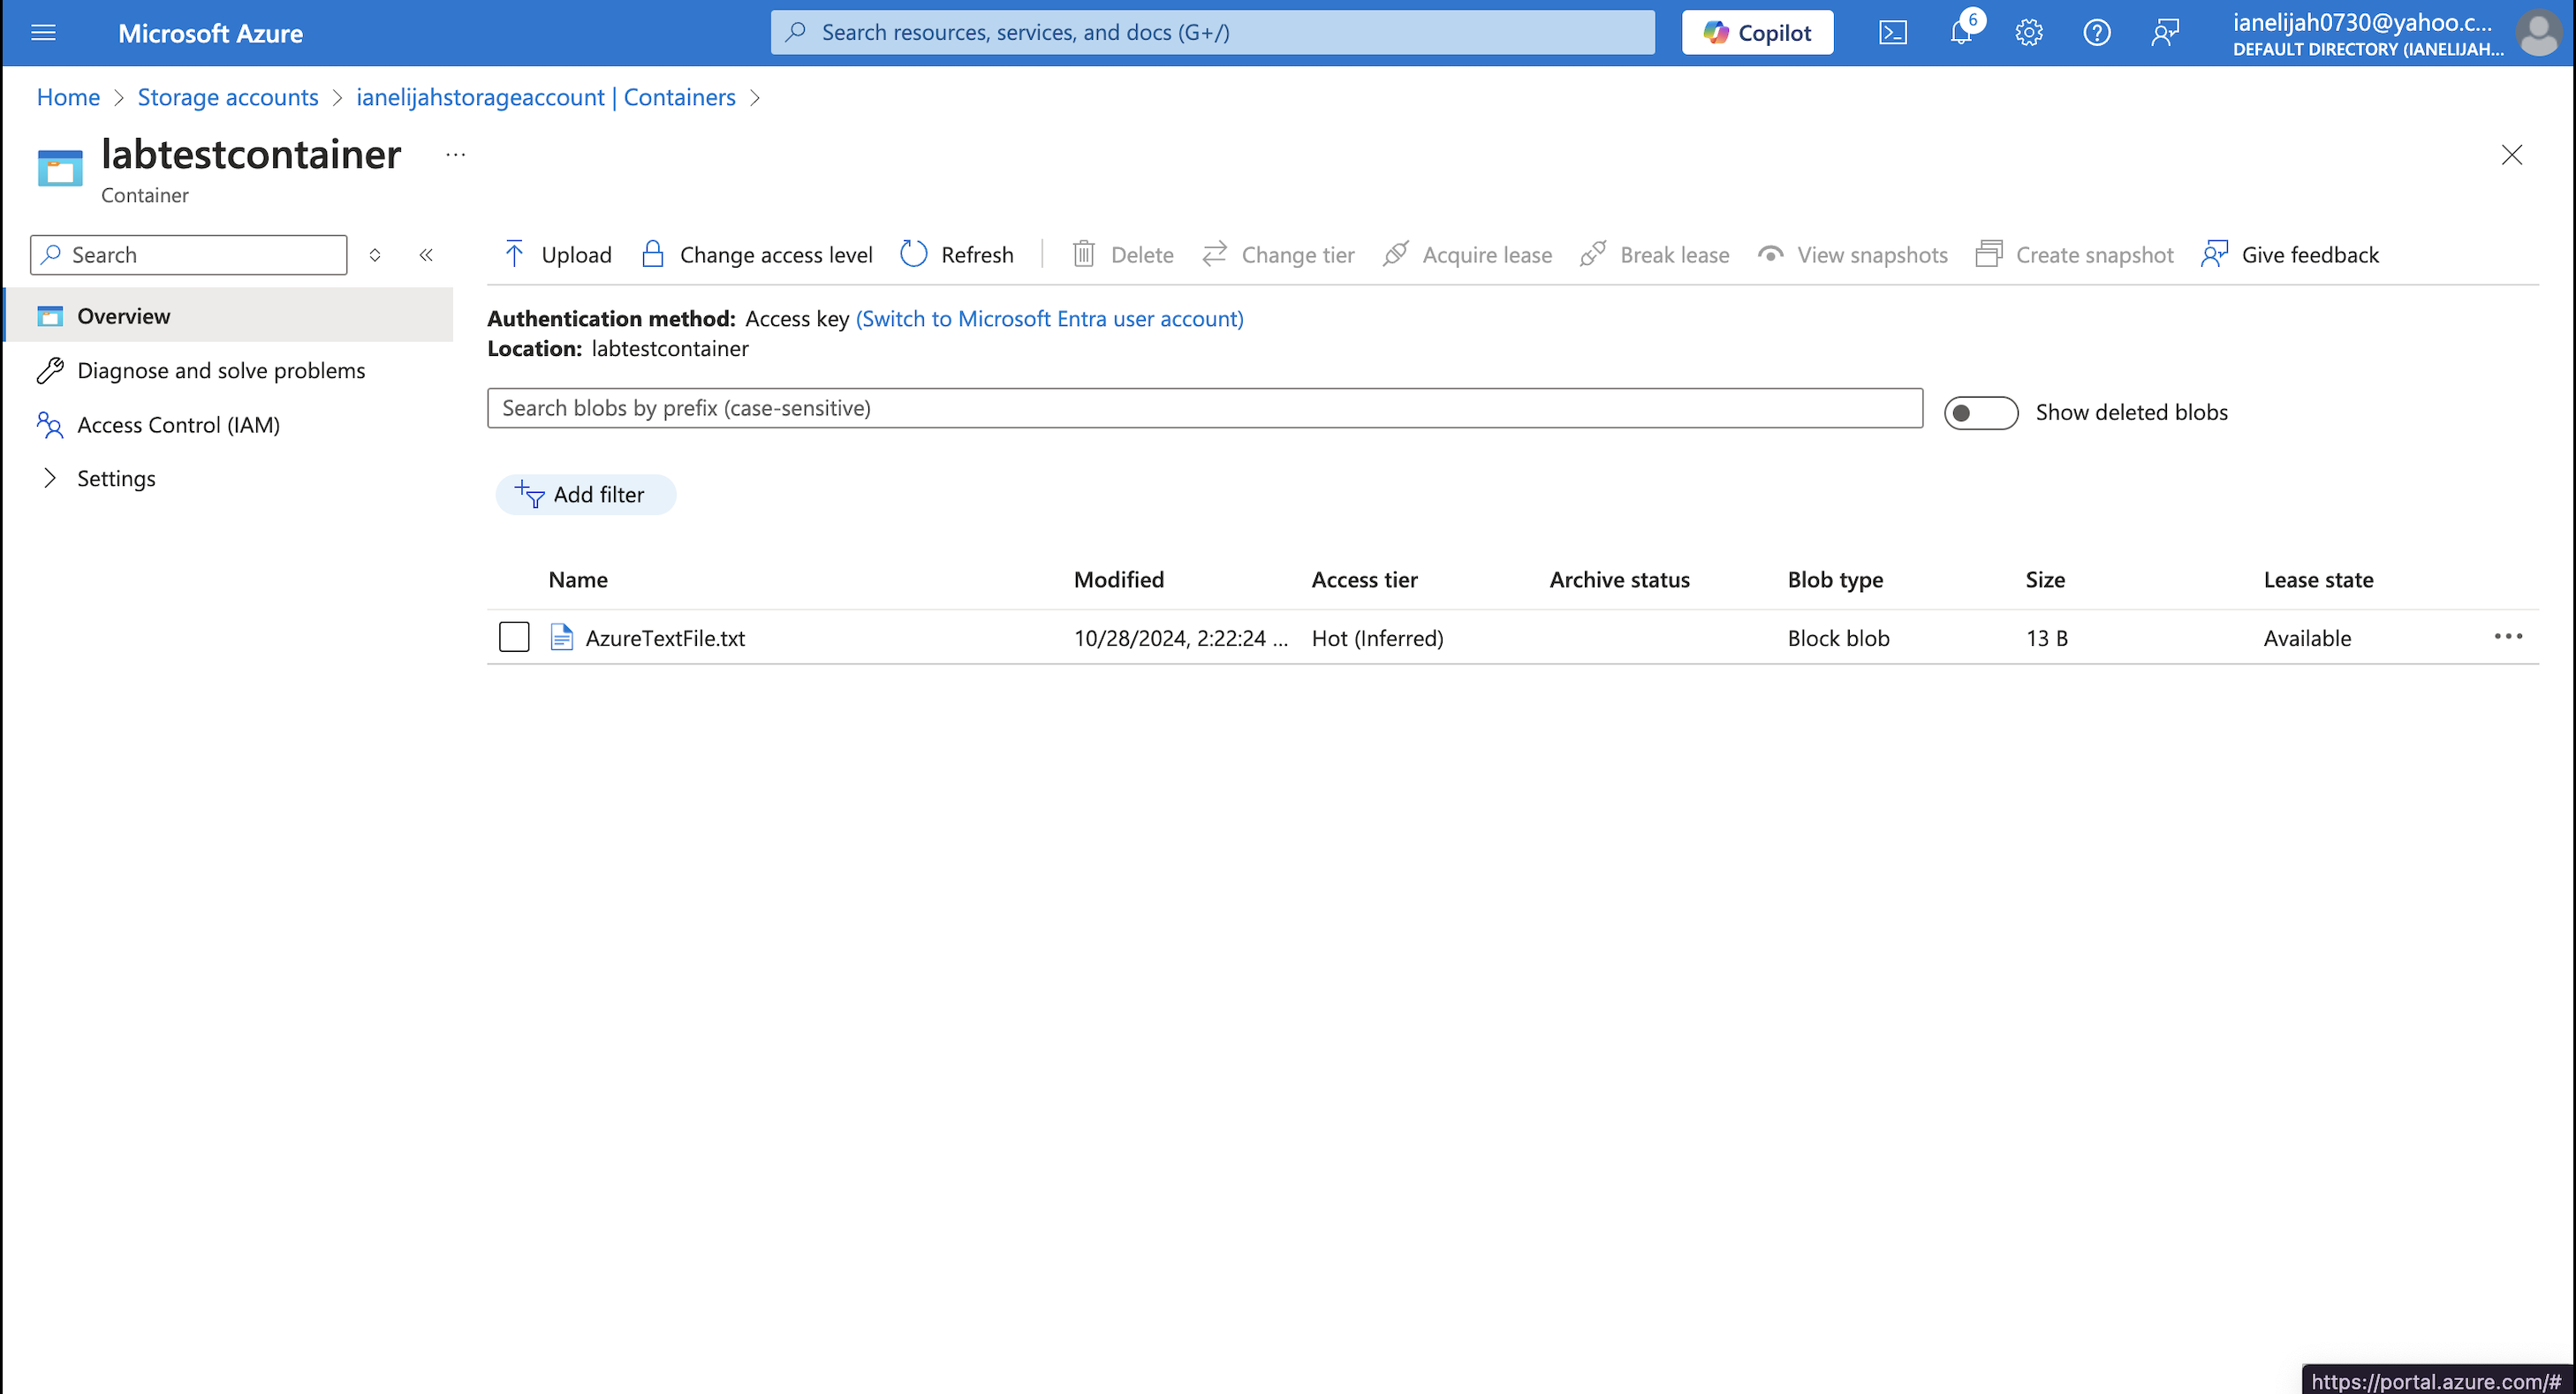 Microsoft Azure
Search resources, services, and docs (G+/)
Copilot
6
ianelijah0730@yahoo.c...
DEFAULT DIRECTORY (IANELIJAH...
Home > Storage accounts > ianelijahstorageaccount | Containers >
labtestcontainer ...
Container
Search
Upload Change access level Refresh Delete Change tier Acquire lease Break lease View snapshots Create snapshot Give feedback
Overview
Diagnose and solve problems
Access Control (IAM)
Settings
Authentication method: Access key (Switch to Microsoft Entra user account)
Location: labtestcontainer
Search blobs by prefix (case-sensitive)
Show deleted blobs
Add filter
Name Modified Access tier Archive status Blob type Size Lease state
AzureTextFile.txt 10/28/2024, 2:22:24 ... Hot (Inferred) Block blob 13 B Available
https://portal.azure.com/#